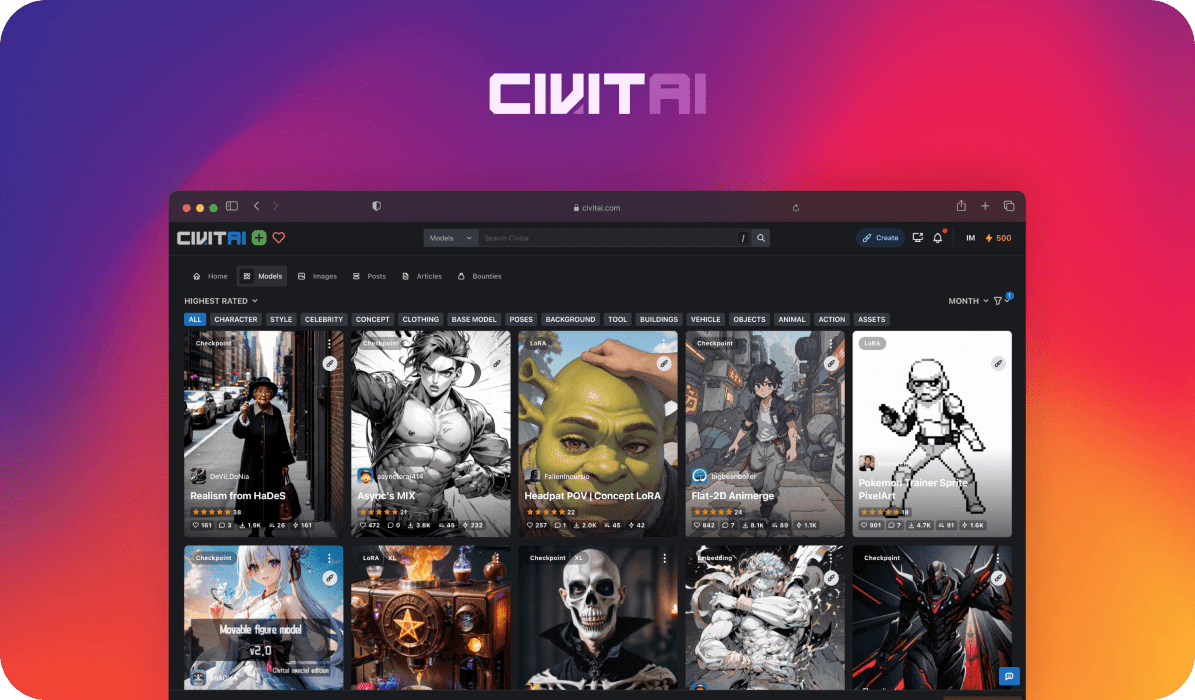 CIVITAI
civitai.com
CIVITAI
Models
Search Civitai
/
Create
IM
500
Home
Models
Images
Posts
Articles
Bounties
HIGHEST RATED
MONTH
1
ALL
CHARACTER
STYLE
CELEBRITY
CONCEPT
CLOTHING
BASE MODEL
POSES
BACKGROUND
TOOL
BUILDINGS
VEHICLE
OBJECTS
ANIMAL
ACTION
ASSETS
Checkpoint
DeViLDoNia
Realism from HaDeS
38
161 3 1.9K 26 161
Checkpoint
asyncforai414
Async's MIX
21
472 0 3.8K 46 232
LoRA
FallenIncursio
Headpat POV | Concept LoRA
22
257 1 2.0K 45 42
Checkpoint
bigbeanboiler
Flat-2D Animerge
24
842 7 8.1K 89 1.1K
LoRA
Pokemon Trainer Sprite
PixelArt
18
901 7 4.7K 91 1.6K
Checkpoint
Movable figure model
v2.0
Civitai special edition
LoRA XL
Checkpoint XL
Embedding
Checkpoint